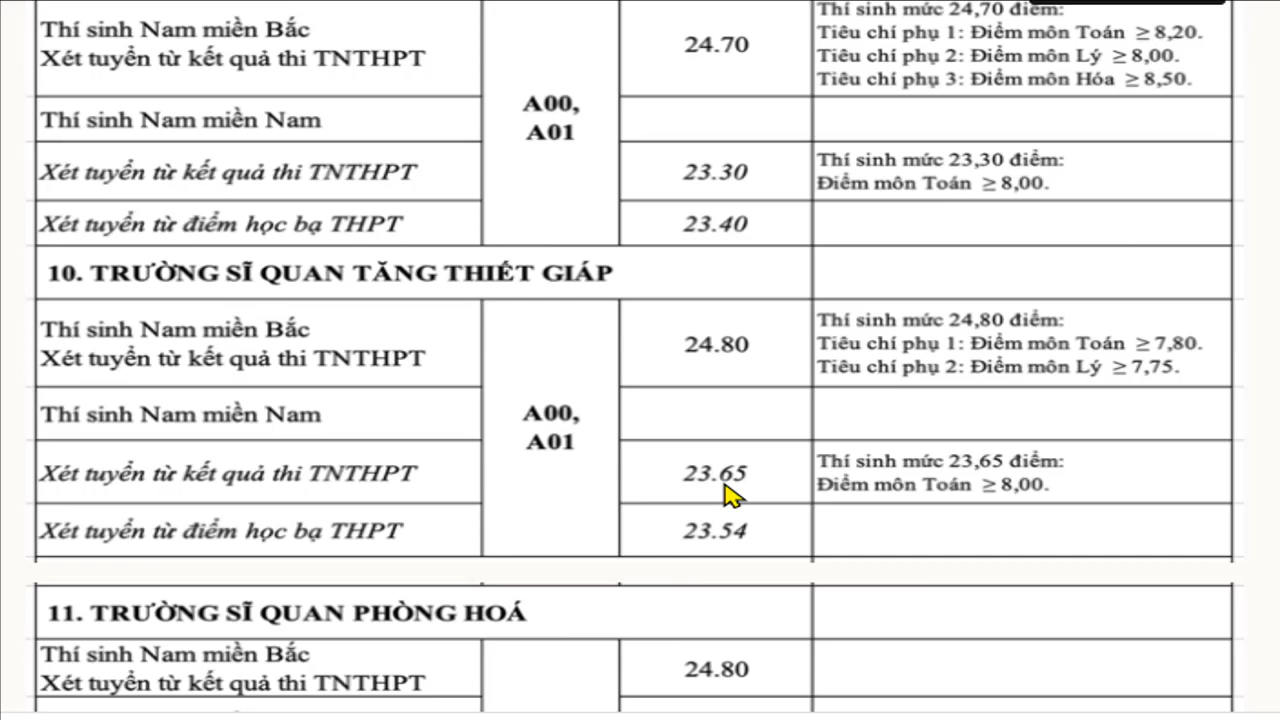 Thí sinh mức 24,70 điểm:
Thí sinh Nam miền Bắc
Xét tuyển từ kết quả thi TNTHPT
24.70
Tiêu chí phụ 1: Điểm môn Toán ≥8,20.
Tiêu chí phụ 2: Điểm môn Lý ≥8,00.
Tiêu chí phụ 3: Điểm môn Hóa ≥8,50.
A00,
A01
Thí sinh Nam miền Nam
Xét tuyển từ kết quả thi TNTHPT
23.30
Thí sinh mức 23,30 điểm:
Điểm môn Toán ≥8,00.
Xét tuyển từ điểm học bạ THPT
23.40
10. TRƯỜNG SĨ QUAN TĂNG THIẾT GIÁP
Thí sinh Nam miền Bắc
Xét tuyển từ kết quả thi TNTHPT
24.80
Thí sinh mức 24,80 điểm:
Tiêu chí phụ 1: Điểm môn Toán ≥7,80.
Tiêu chí phụ 2: Điểm môn Lý ≥7,75.
A00,
A01
Thí sinh Nam miền Nam
Xét tuyển từ kết quả thi TNTHPT
23.65
Thí sinh mức 23,65 điểm:
Điểm môn Toán ≥8,00.
Xét tuyển từ điểm học bạ THPT
23.54
11. TRƯỜNG SĨ QUAN PHÒNG HOÁ
Thí sinh Nam miền Bắc
Xét tuyển từ kết quả thi TNTHPT
24.80